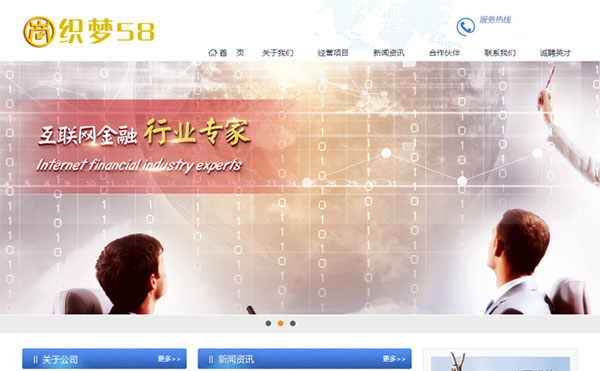 织梦58
服务热线
首 页 关于我们 经营项目 新闻资讯 合作伙伴 联系我们 诚聘英才
互联网金融 行业专家
Internet financial industry experts
关于公司 更多>>
新闻资讯 更多>>